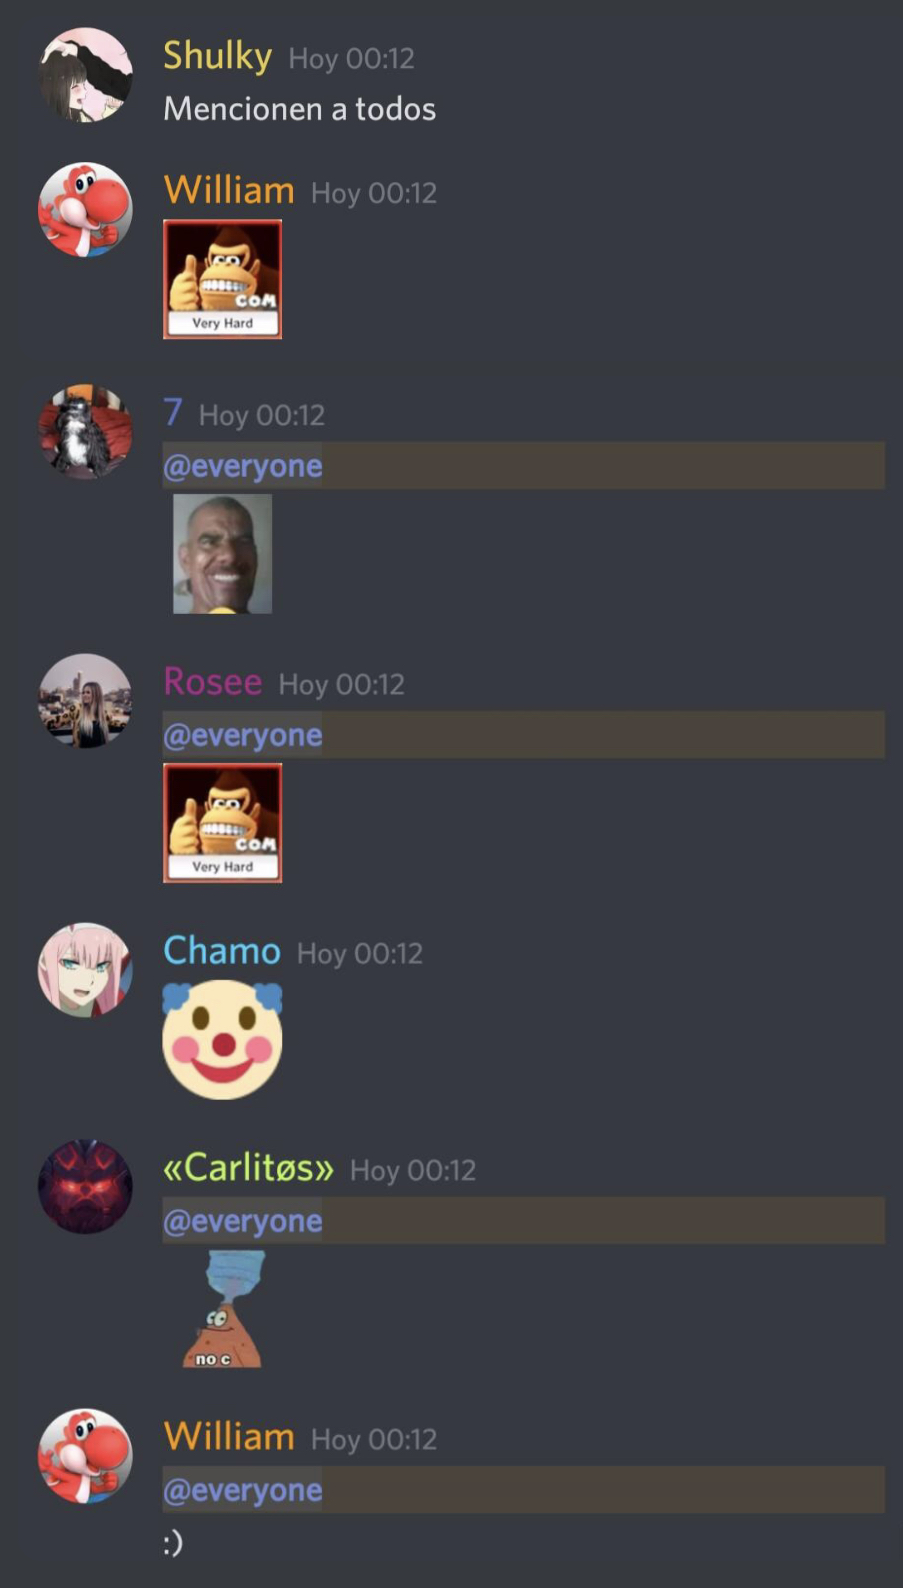 Shulky Hoy 00:12
Mencionen a todos
William Hoy 00:12
COM
Very Hard
7 Hoy 00:12
@everyone
Rosee Hoy 00:12
@everyone
COM
Very Hard
Chamo Hoy 00:12
«Carlitøs» Hoy 00:12
@everyone
no c
William Hoy 00:12
@everyone
:)